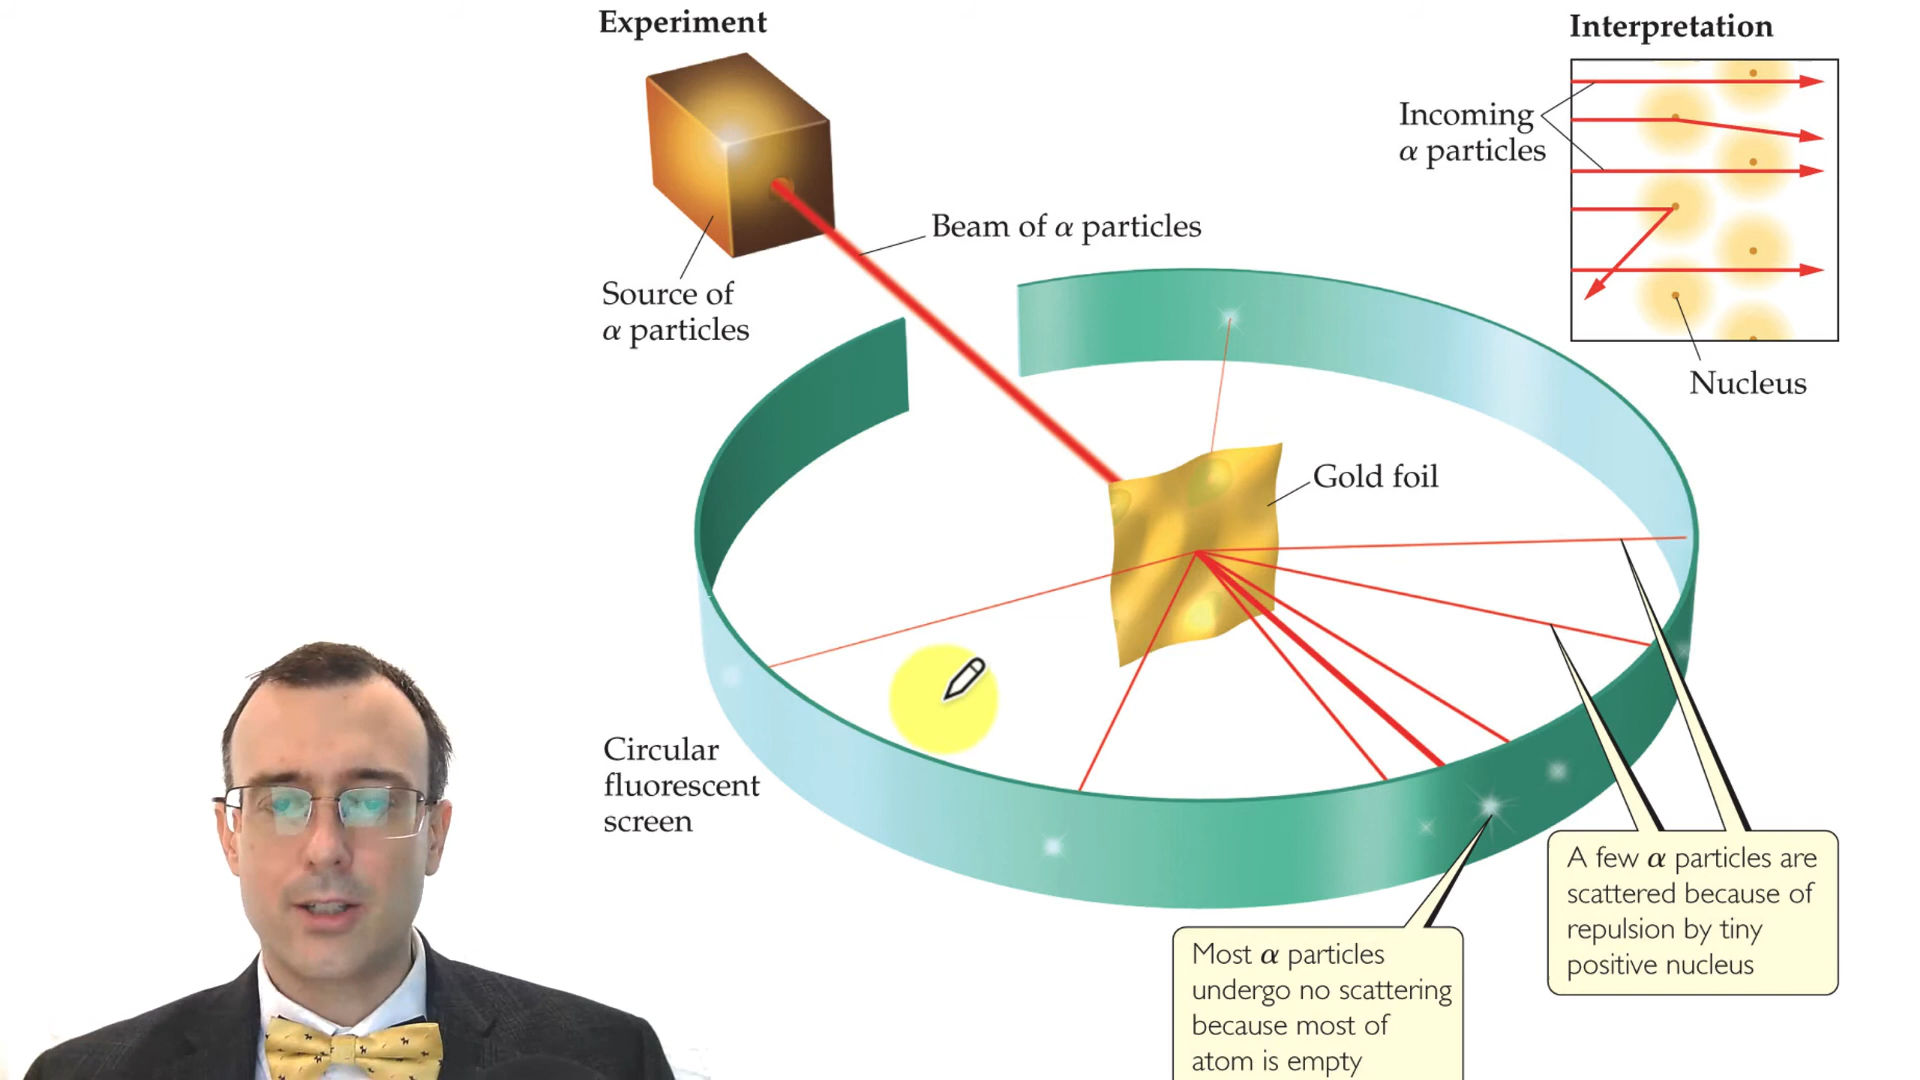 Experiment
Interpretation
Incoming
α particles
Beam of α particles
Source of
α particles
Nucleus
Gold foil
Circular
fluorescent
screen
A few α particles are
scattered because of
repulsion by tiny
positive nucleus
Most α particles
undergo no scattering
because most of
atom is empty